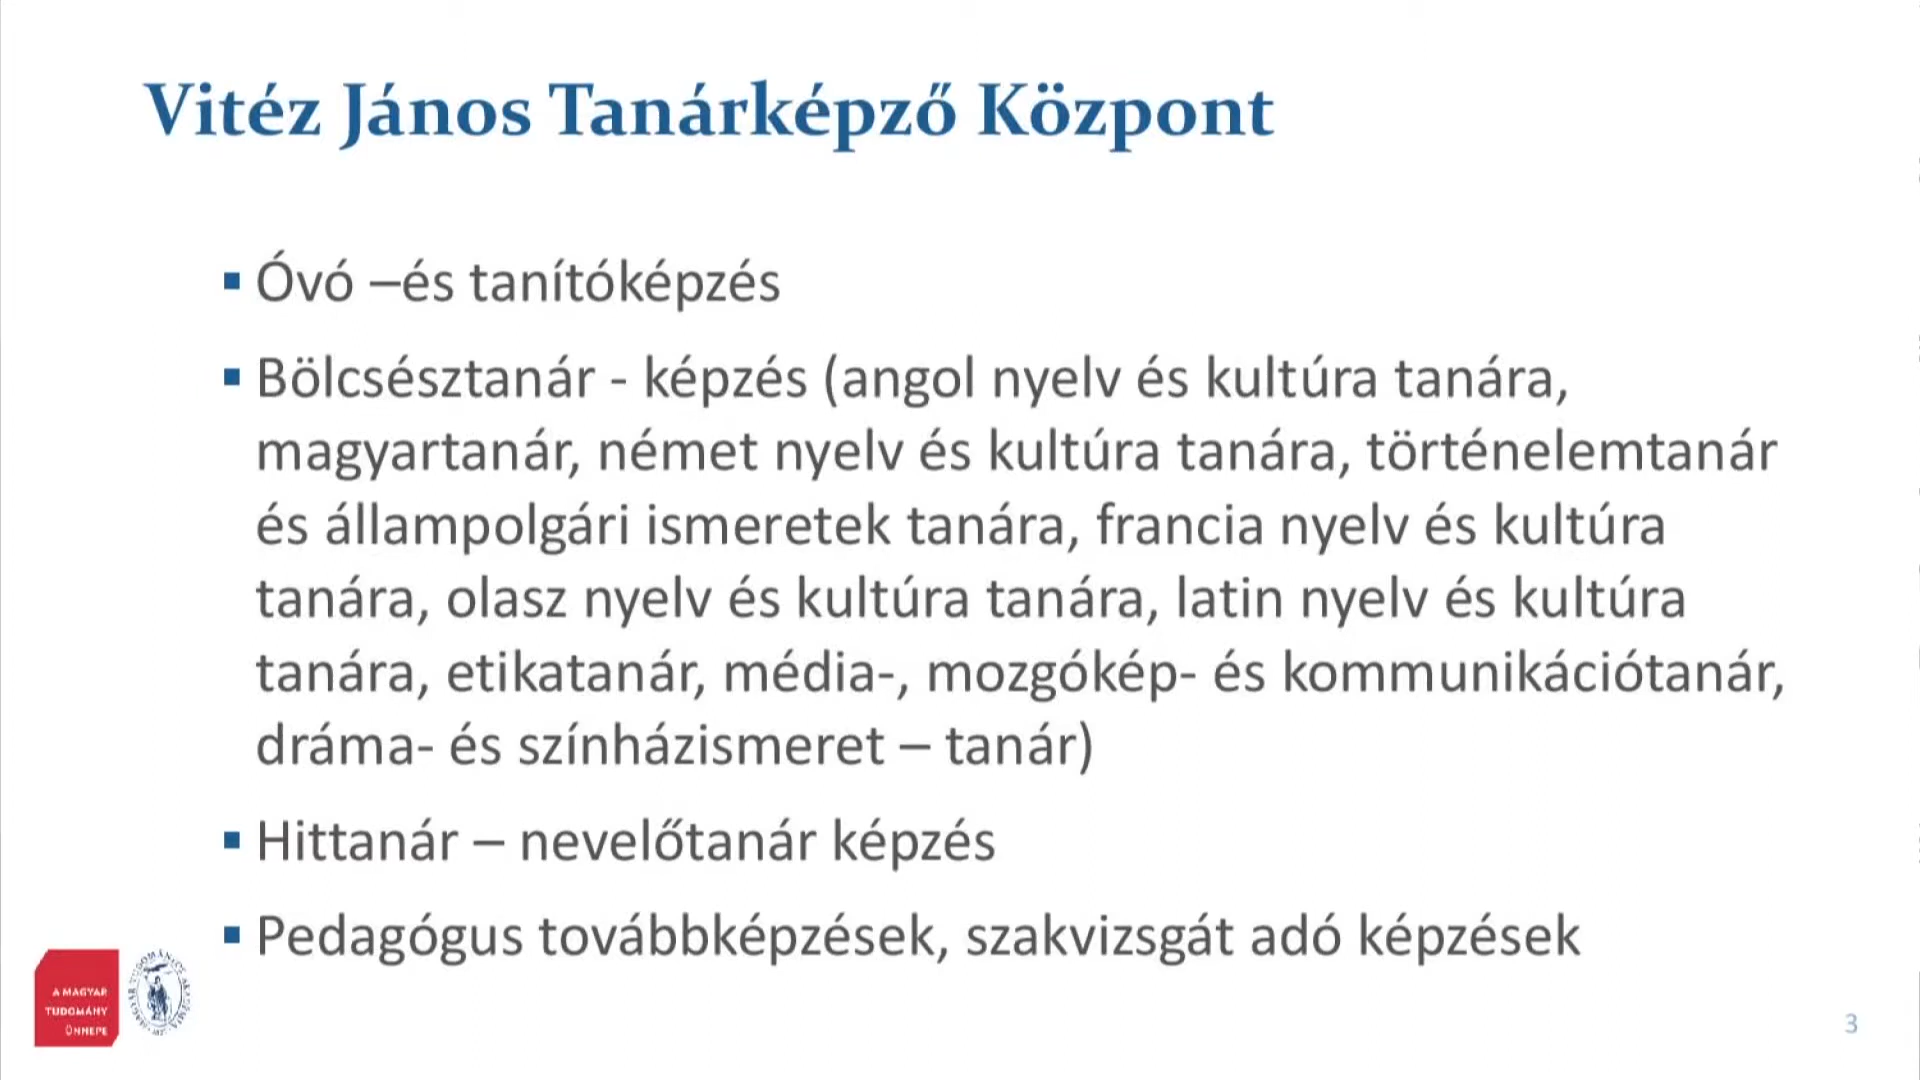 Vitéz János Tanárképző Központ
▪ Óvó –és tanítóképzés
▪ Bölcsésztanár - képzés (angol nyelv és kultúra tanára,
magyartanár, német nyelv és kultúra tanára, történelemtanár
és állampolgári ismeretek tanára, francia nyelv és kultúra
tanára, olasz nyelv és kultúra tanára, latin nyelv és kultúra
tanára, etikatanár, média-, mozgókép- és kommunikációtanár,
dráma- és színházismeret – tanár)
▪ Hittanár – nevelőtanár képzés
▪ Pedagógus továbbképzések, szakvizsgát adó képzések
A MAGYAR
TUDOMÁNY
ÜNNEPE
3